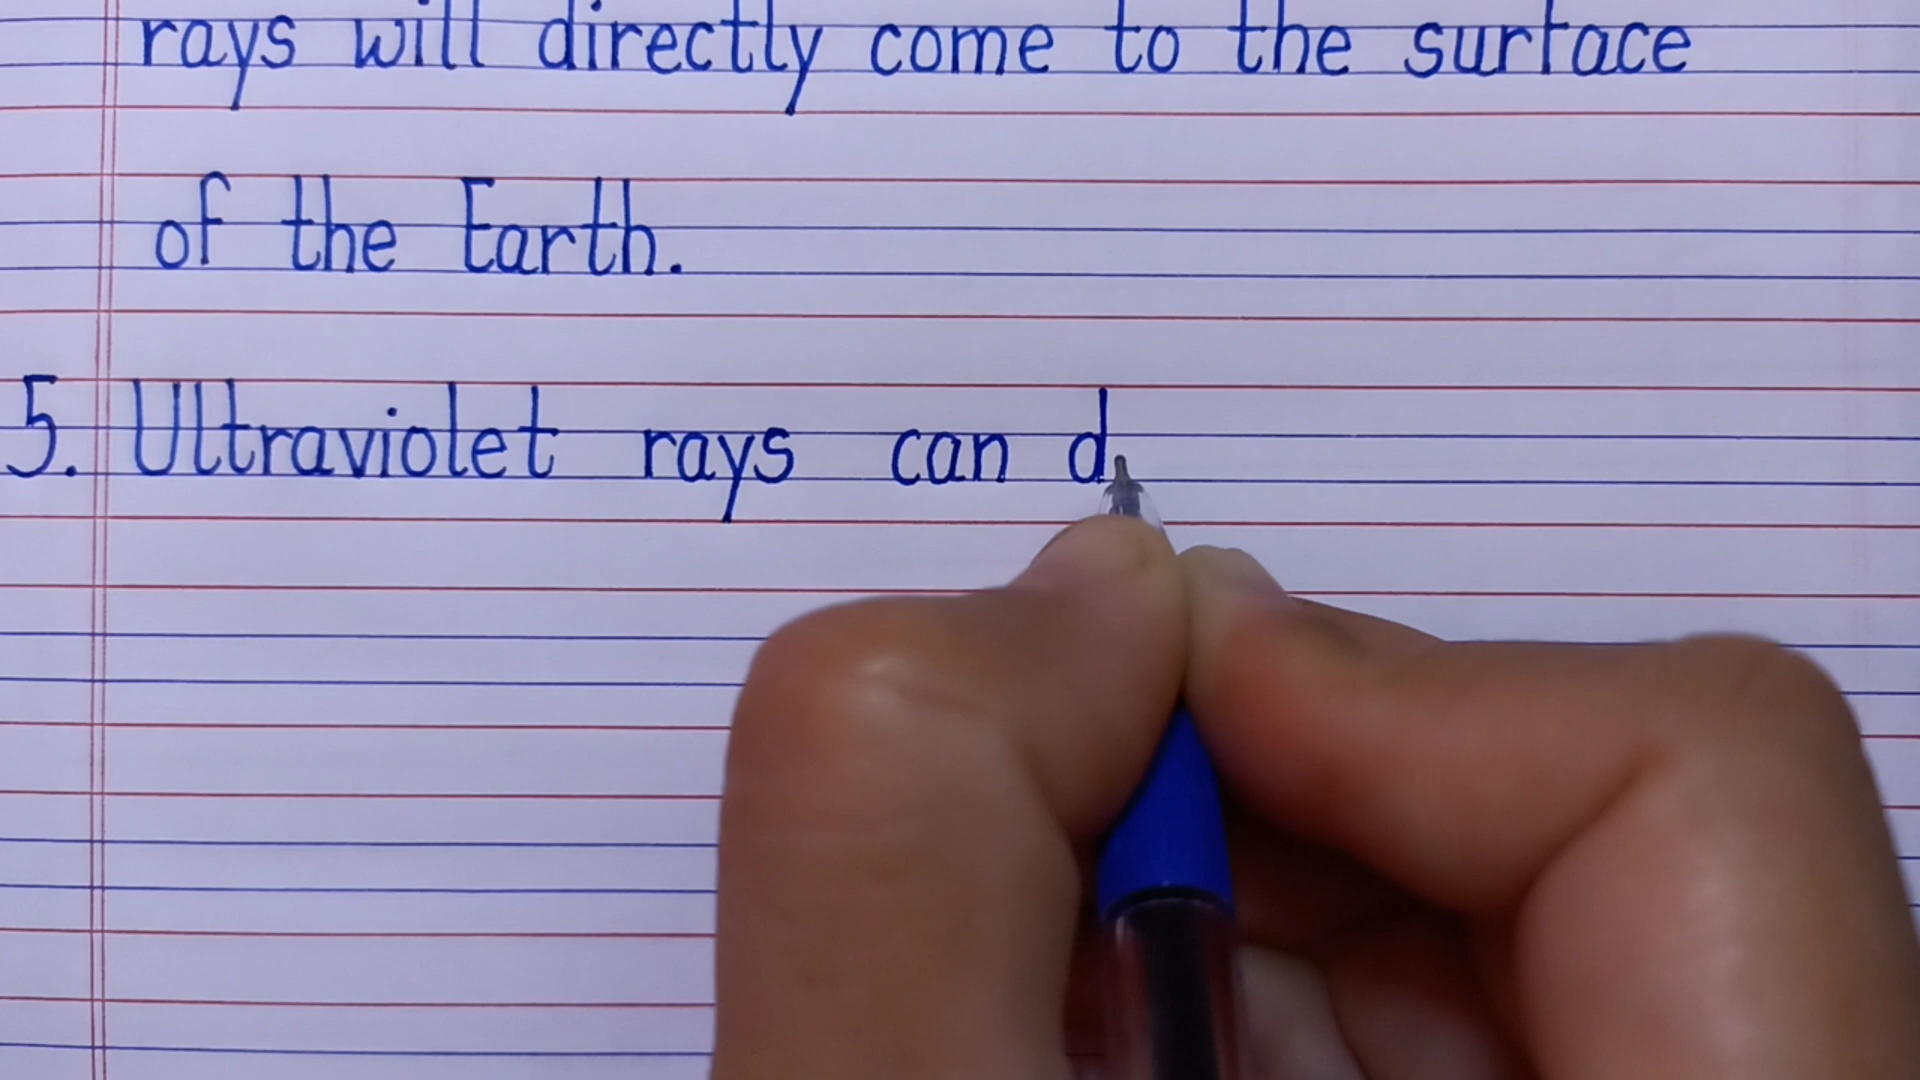 rays will directly come to the surface
of the Earth.
5. Ultraviolet rays can d